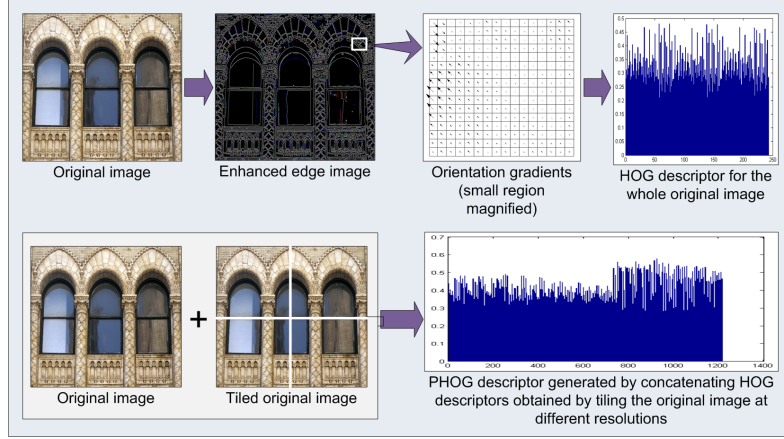 Original image
Enhanced edge image
Orientation gradients
(small region
magnified)
0.5
0.45
0.4
0.35
0.3
0.25
0.2
0.15
0.1
0.05
0
0 50 100 150 200 250
HOG descriptor for the
whole original image
+
Original image
Tiled original image
0.7
0.6
0.5
0.4
0.3
0.2
0.1
0
0 200 400 600 800 1000 1200 1400
PHOG descriptor generated by concatenating HOG
descriptors obtained by tiling the original image at
different resolutions